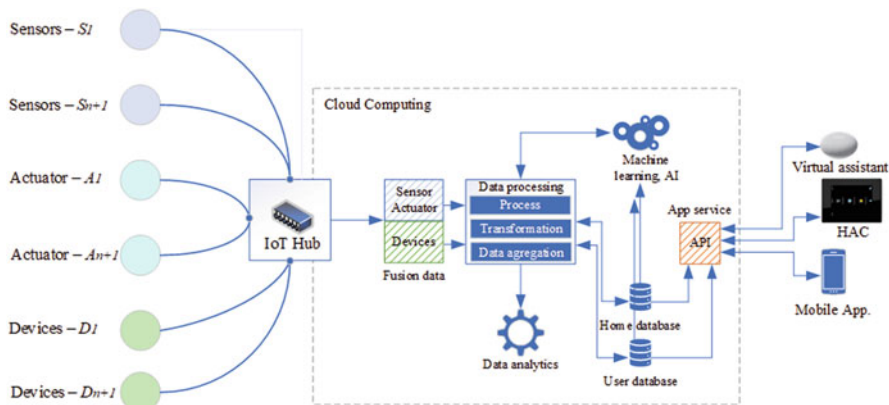 Sensors – S1
Sensors – Sn+1
Actuator – A1
Actuator – An+1
Devices – D1
Devices – Dn+1
IoT Hub
Cloud Computing
Sensor
Actuator
Devices
Fusion data
Data processing
Process
Transformation
Data agregation
Data analytics
Machine
learning, AI
Home database
User database
App service
API
Virtual assistant
HAC
Mobile App.